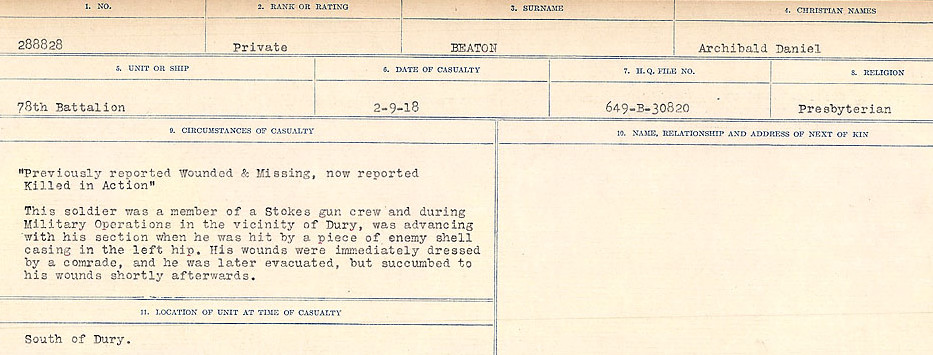 1. NO. 2. RANK OR RATING 3. SURNAME 4. CHRISTIAN NAMES
288828 Private BEATON Archibald Daniel
5. UNIT OR SHIP 6. DATE OF CASUALTY 7. H.Q. FILE NO. 8. RELIGION
78th Battalion 2-9-18 649-B-30820 Presbyterian
9. CIRCUMSTANCES OF CASUALTY 10. NAME, RELATIONSHIP AND ADDRESS OF NEXT OF KIN
"Previously reported Wounded & Missing, now reported
Killed in Action"
This soldier was a member of a Stokes gun crew and during
Military Operations in the vicinity of Dury, was advancing
with his section when he was hit by a piece of enemy shell
casing in the left hip. His wounds were immediately dressed
by a comrade, and he was later evacuated, but succumbed to
his wounds shortly afterwards.
11. LOCATION OF UNIT AT TIME OF CASUALTY
South of Dury.